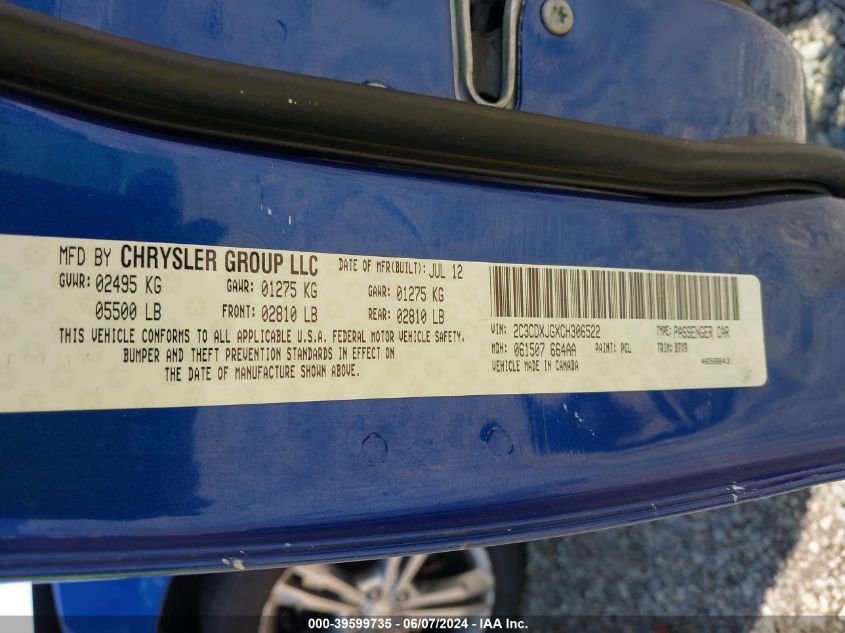 MFD BY CHRYSLER GROUP LLC DATE OF MFR(BUILT): JUL 12
GVWR: 02495 KG GAWR: 01275 KG GAWR: 01275 KG
05500 LB FRONT: 02810 LB REAR: 02810 LB
THIS VEHICLE CONFORMS TO ALL APPLICABLE U.S.A. FEDERAL MOTOR VEHICLE SAFETY,
BUMPER AND THEFT PREVENTION STANDARDS IN EFFECT ON
THE DATE OF MANUFACTURE SHOWN ABOVE.
VIN: 2C3CDXJGXCH306522 TYPE: PASSENGER CAR
MDH: 061507 664AA PAINT: PCL TRIM: B7X9
VEHICLE MADE IN CANADA 4658843
000-39599735 - 06/07/2024 - IAA Inc.